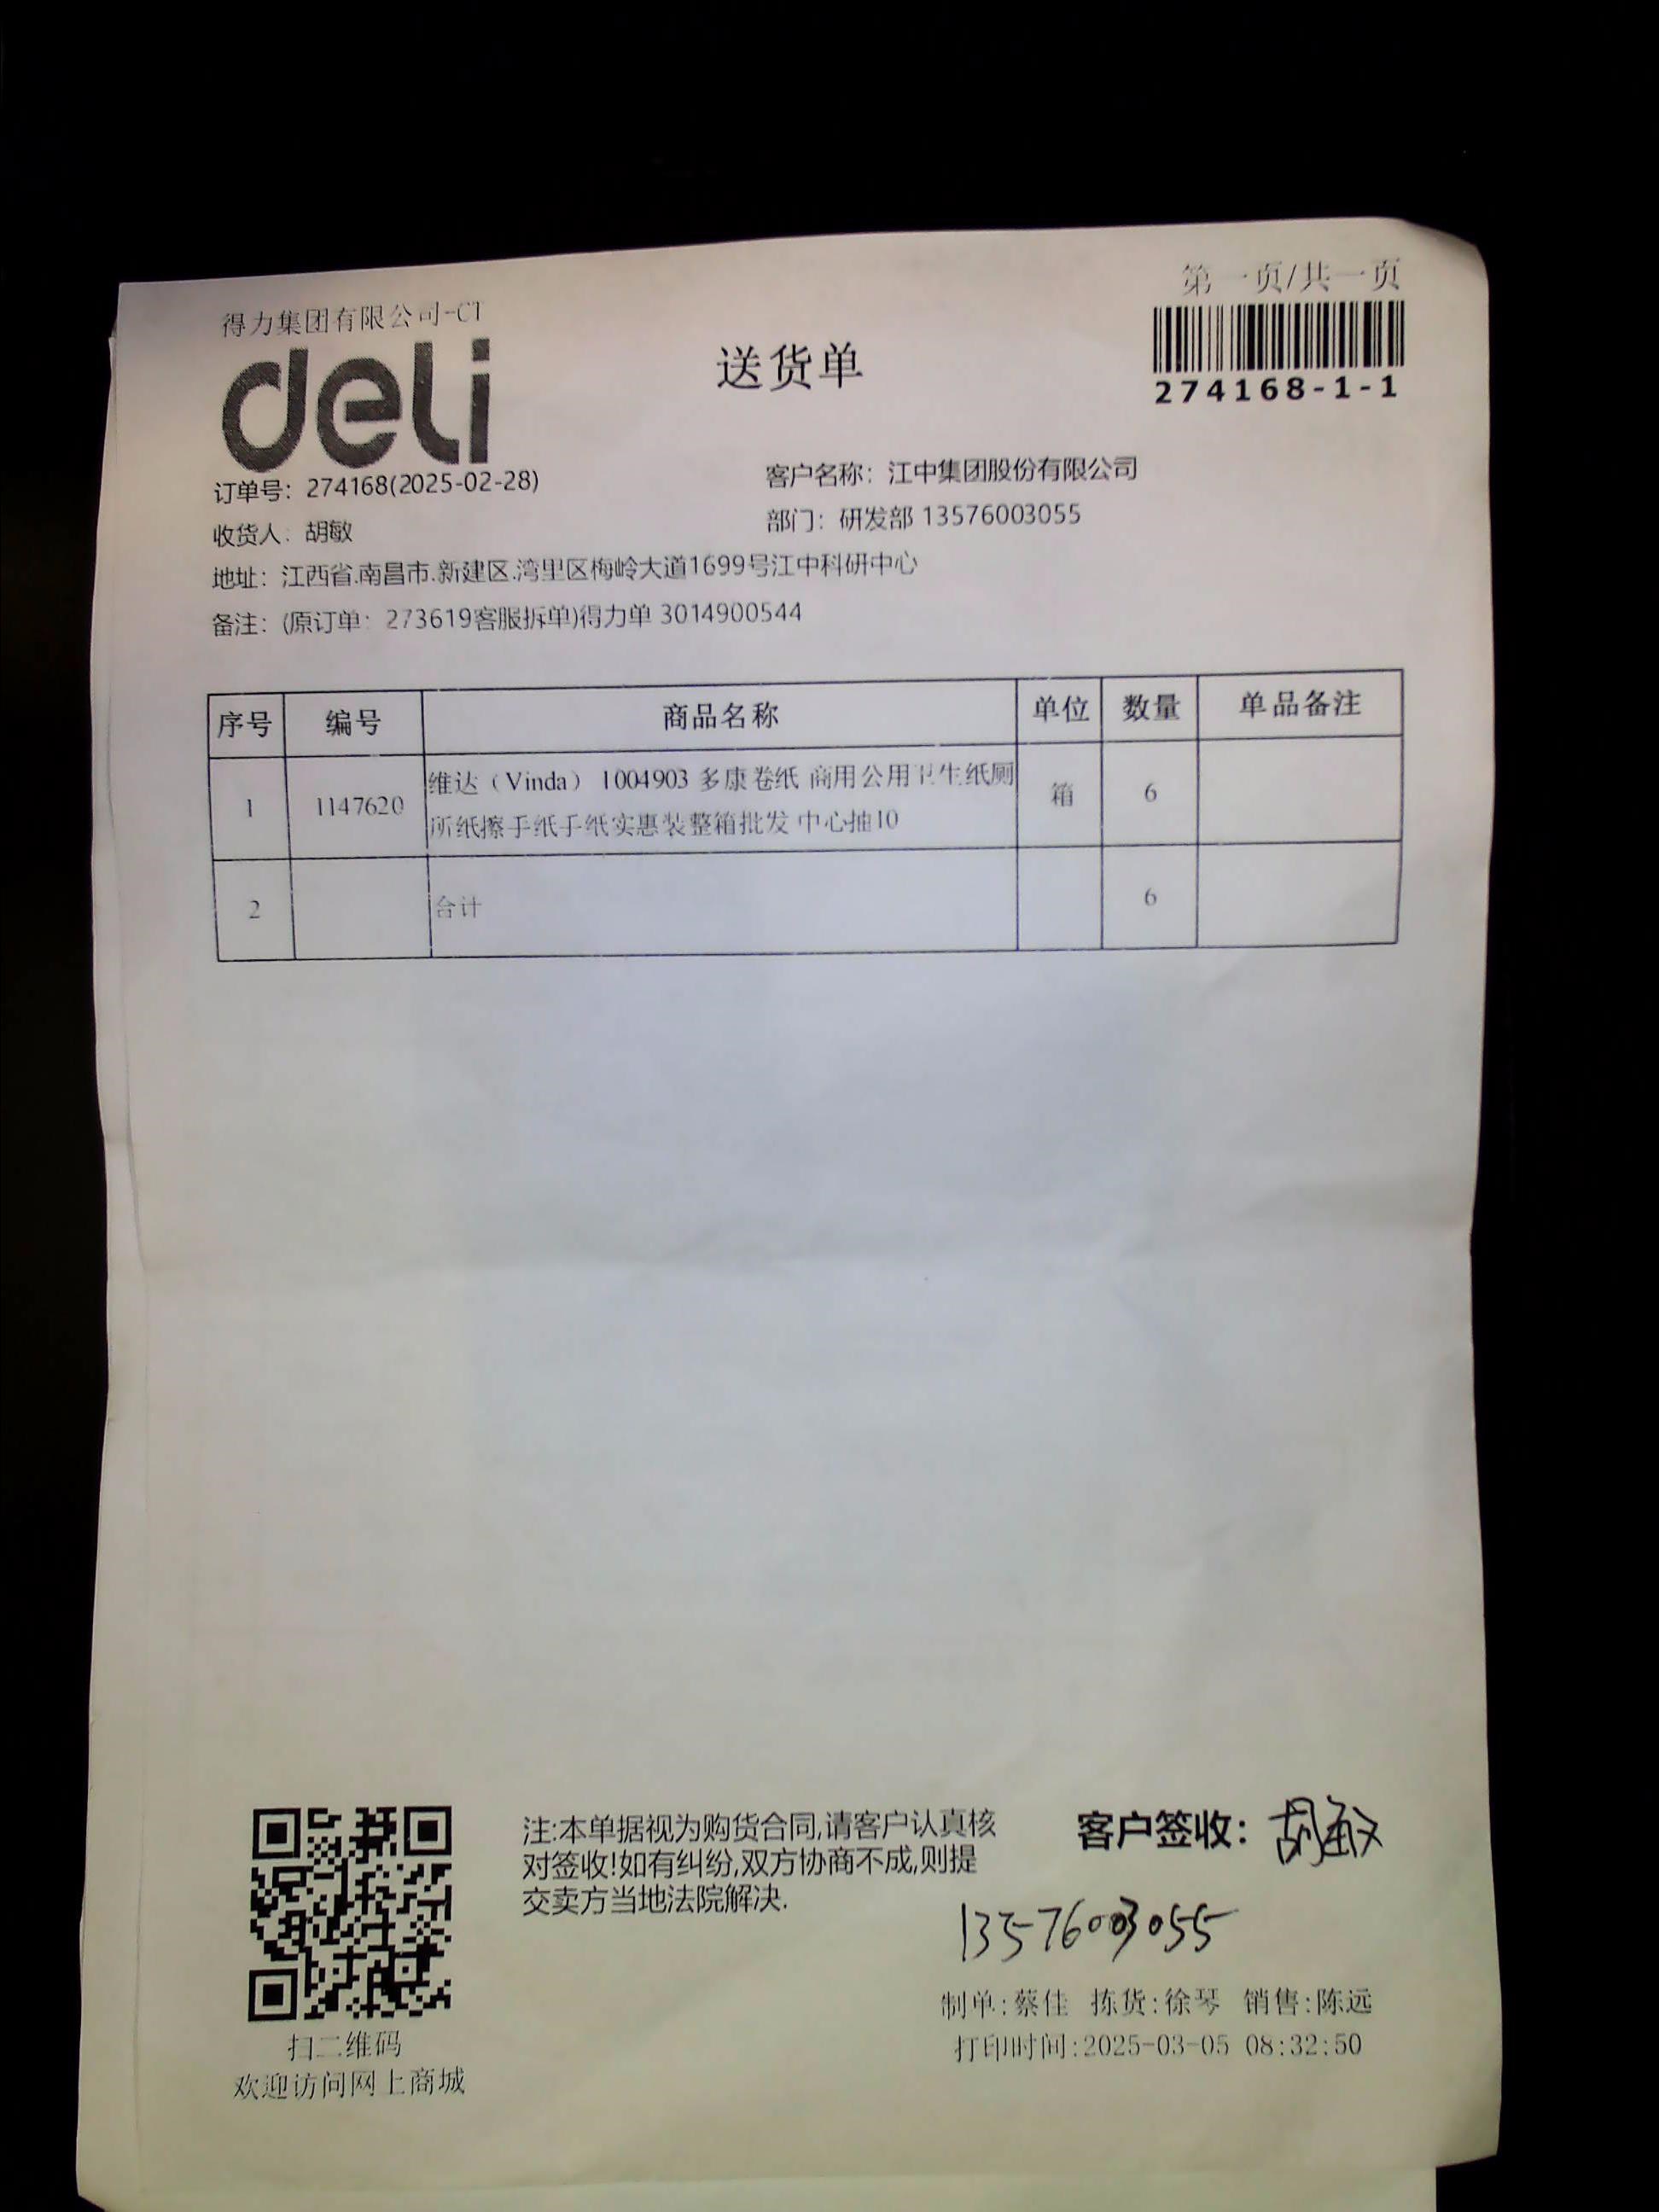 第一页/共一页
得力集团有限公司-CT
deli
送货单
274168-1-1
订单号：274168(2025-02-28)
客户名称：江中集团股份有限公司
收货人：胡敏
部门：研发部 13576003055
地址：江西省.南昌市.新建区.湾里区梅岭大道1699号江中科研中心
备注：(原订单：273619客服拆单)得力单 3014900544
序号 编号 商品名称 单位 数量 单品备注
1 1147620 维达（Vinda） 1004903 多康卷纸 商用公用卫生纸厕 箱 6
所纸擦手纸手纸实惠装整箱批发 中心抽10
2 合计 6
注:本单据视为购货合同,请客户认真核
对签收!如有纠纷,双方协商不成,则提
交卖方当地法院解决.
客户签收：胡敏
13576003055
制单:蔡佳 拣货:徐琴 销售:陈远
打印时间:2025-03-05 08:32:50
扫二维码
欢迎访问网上商城